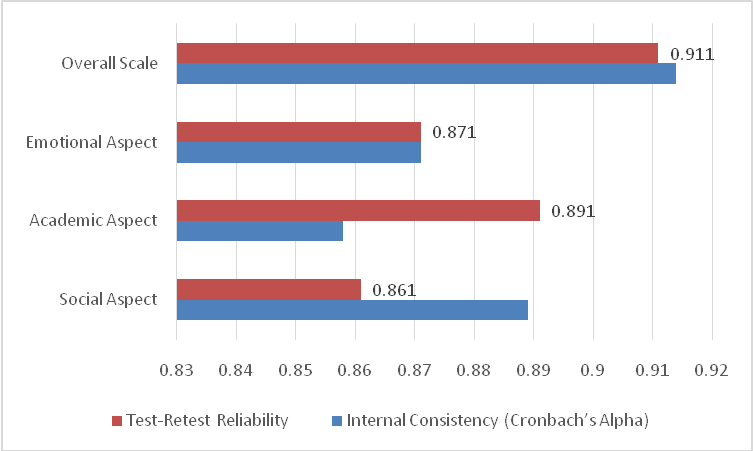 Overall Scale
0.911
Emotional Aspect
0.871
Academic Aspect
0.891
Social Aspect
0.861
0.83 0.84 0.85 0.86 0.87 0.88 0.89 0.9 0.91 0.92
Test-Retest Reliability Internal Consistency (Cronbach’s Alpha)